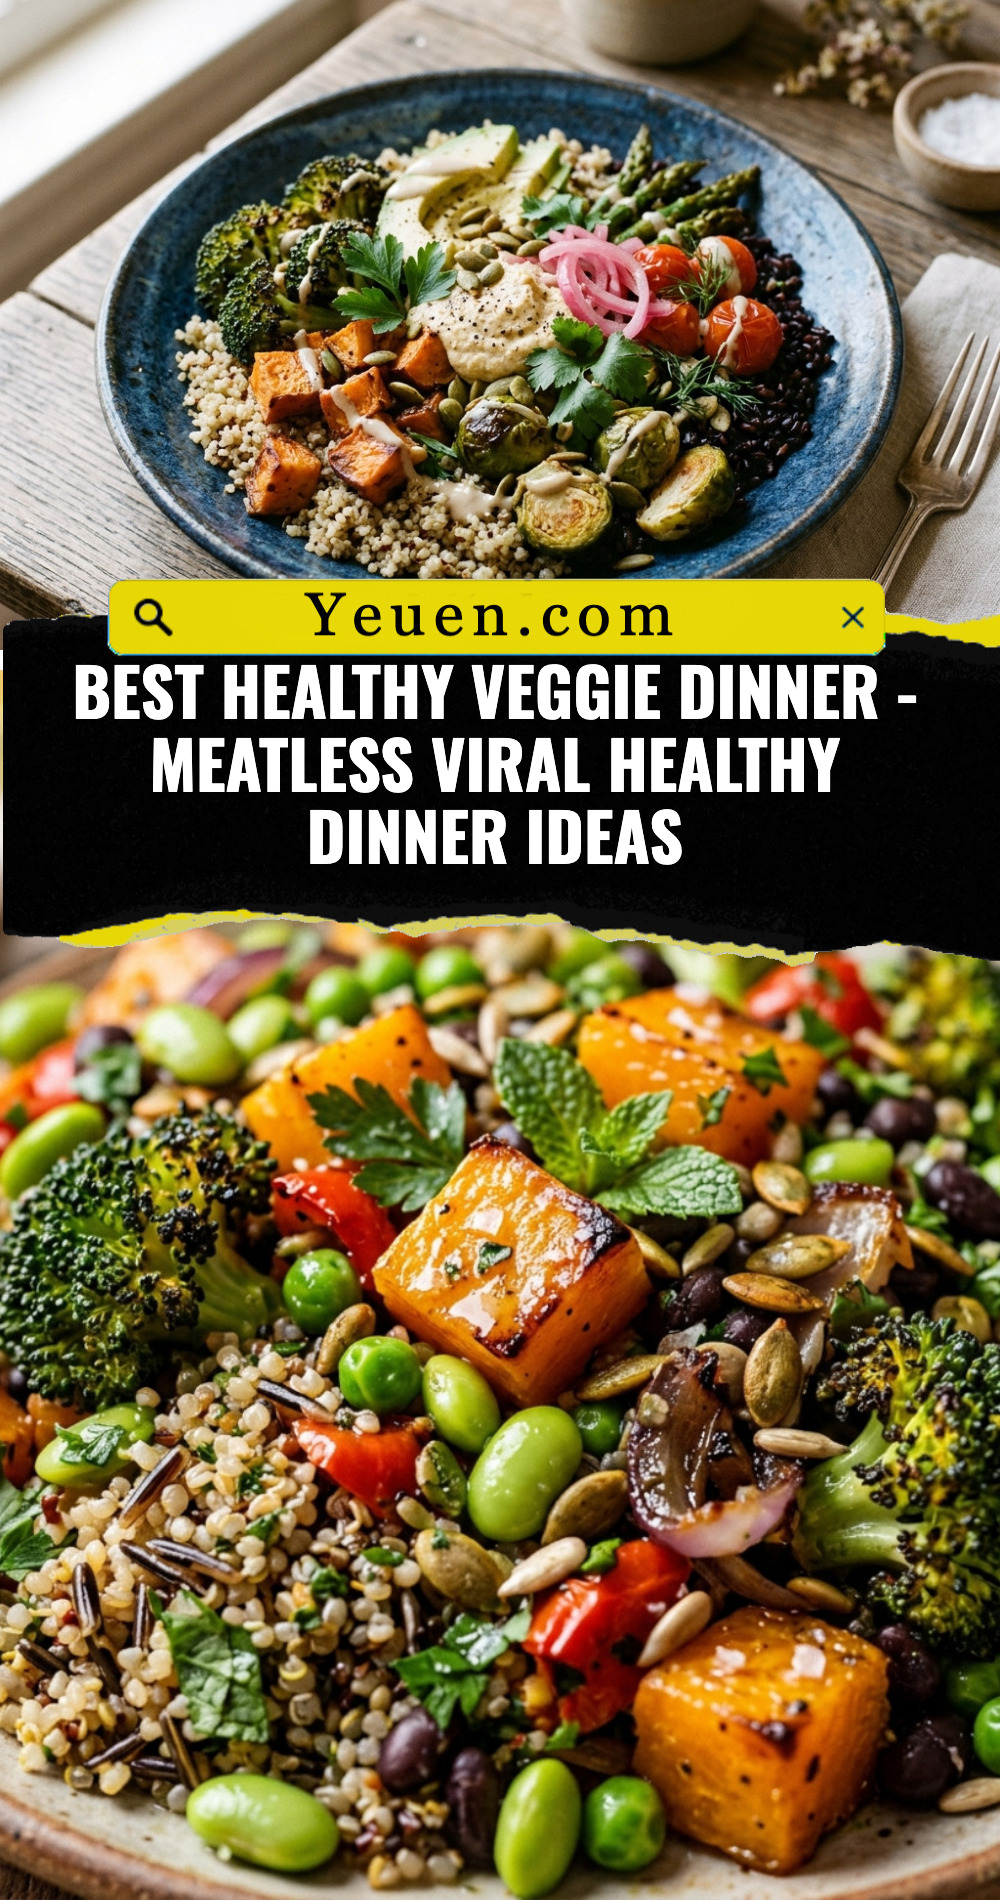 Yeuen.com
BEST HEALTHY VEGGIE DINNER -
MEATLESS VIRAL HEALTHY
DINNER IDEAS